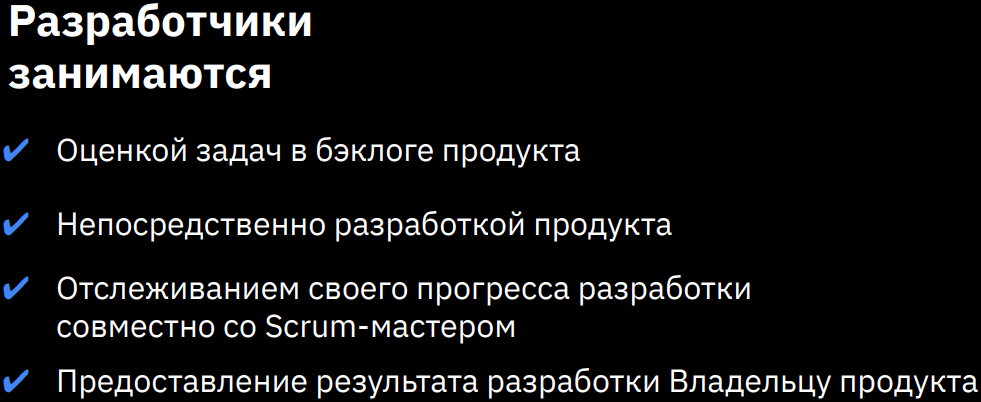 Разработчики
занимаются
✔ Оценкой задач в бэклоге продукта
✔ Непосредственно разработкой продукта
✔ Отслеживанием своего прогресса разработки
совместно со Scrum-мастером
✔ Предоставление результата разработки Владельцу продукта